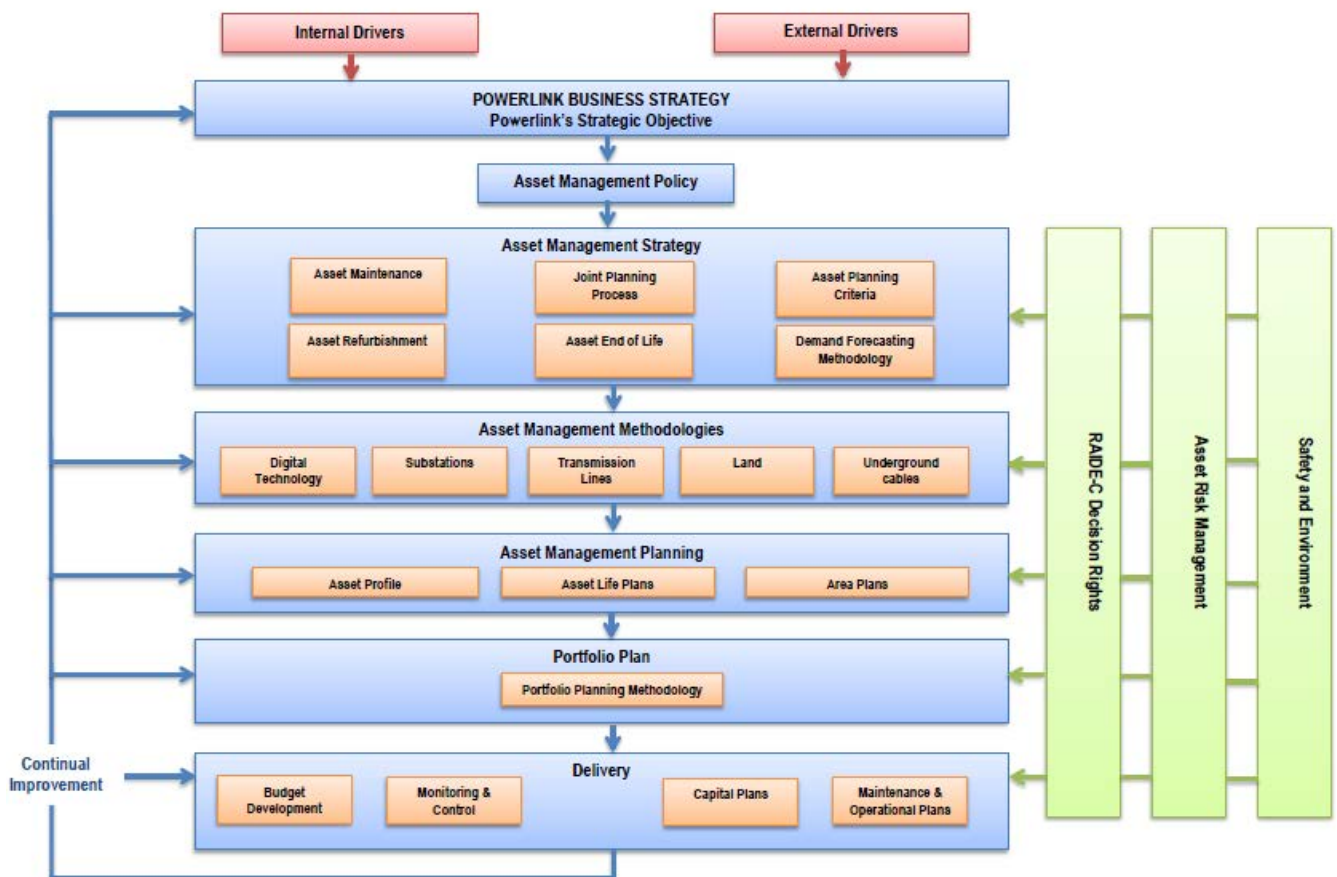 Internal Drivers
External Drivers
POWERLINK BUSINESS STRATEGY
Powerlink's Strategic Objective
Asset Management Policy
Asset Management Strategy
Asset Maintenance
Joint Planning
Process
Asset Planning
Criteria
Asset Refurbishment
Asset End of Life
Demand Forecasting
Methodology
Asset Management Methodologies
Digital
Technology
Substations
Transmission
Lines
Land
Underground
cables
Asset Management Planning
Asset Profile
Asset Life Plans
Area Plans
Portfolio Plan
Portfolio Planning Methodology
Delivery
Budget
Development
Monitoring &
Control
Capital Plans
Maintenance &
Operational Plans
Continual
Improvement
RAIDE-C Decision Rights
Asset Risk Management
Safety and Environment